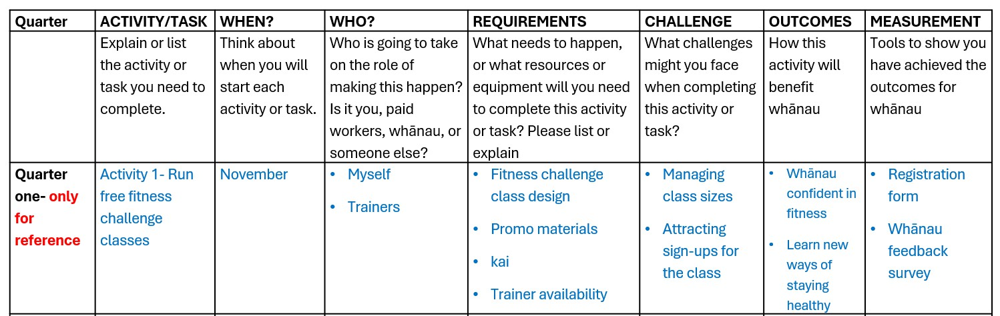 Quarter
ACTIVITY/TASK
WHEN?
WHO?
REQUIREMENTS
CHALLENGE
OUTCOMES
MEASUREMENT
Explain or list
the activity or
task you need to
complete.
Think about
when you will
start each
activity or task.
Who is going to take
on the role of
making this happen?
Is it you, paid
workers, whānau, or
someone else?
What needs to happen,
or what resources or
equipment will you need
to complete this activity
or task? Please list or
explain
What challenges
might you face
when completing
this activity or
task?
How this
activity will
benefit
whānau
Tools to show you
have achieved the
outcomes for
whānau
Quarter
one- only
for
reference
Activity 1- Run
free fitness
challenge
classes
November
• Myself
• Trainers
• Fitness challenge
class design
• Promo materials
• kai
• Trainer availability
• Managing
class sizes
• Attracting
sign-ups for
the class
• Whānau
confident in
fitness
• Learn new
ways of
staying
healthy
• Registration
form
• Whānau
feedback
survey